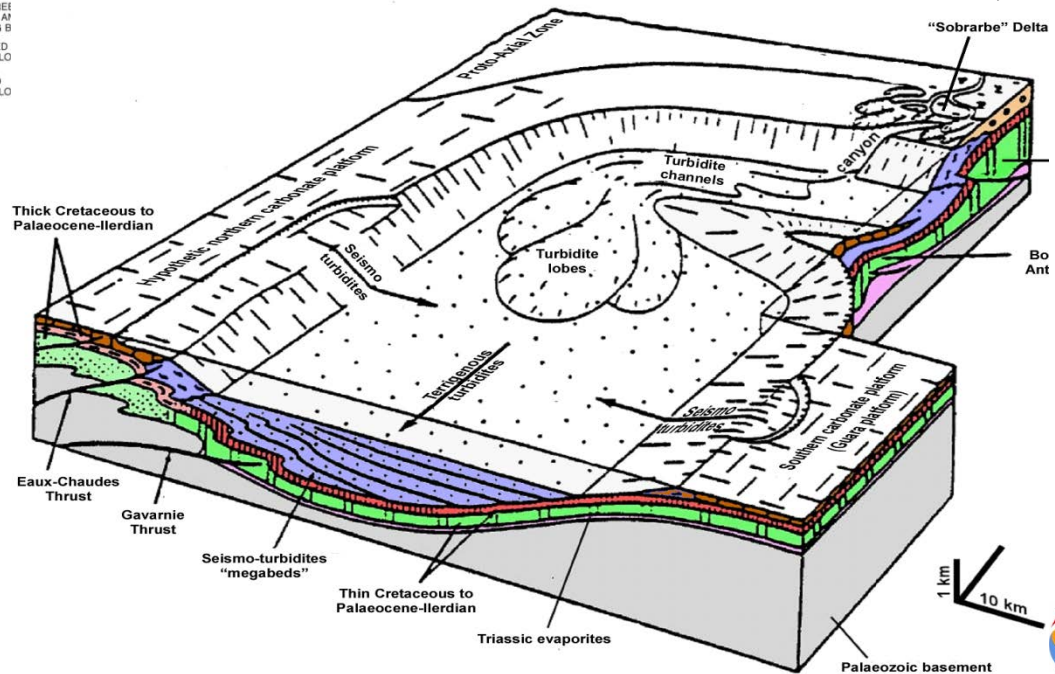 "Sobrarbe" Delta
Proto-Axial Zone
canyon
Turbidite
channels
Hypothetic northern carbonate platform
Thick Cretaceous to
Palaeocene-Ilerdian
Seismo
turbidites
Turbidite
lobes
Terrigenous
turbidites
Seismo
turbidites
Southern carbonate platform
(Guata platform)
Eaux-Chaudes
Thrust
Gavarnie
Thrust
Seismo-turbidites
"megabeds"
Thin Cretaceous to
Palaeocene-Ilerdian
Triassic evaporites
1 km
10 km
Palaeozoic basement